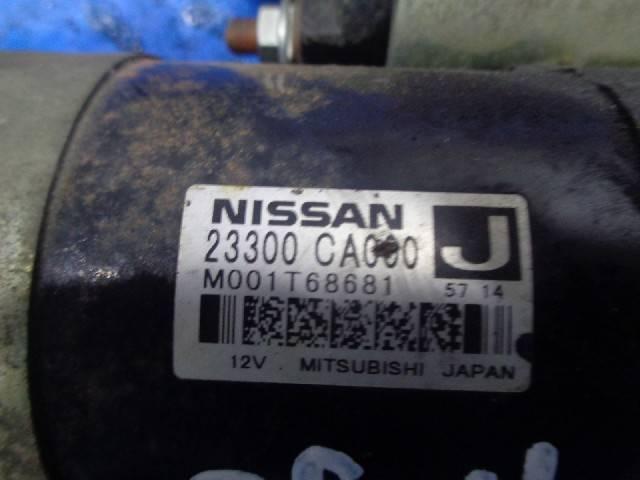 NISSAN
23300 CA000
J
M001T68681
57 14
12V MITSUBISHI JAPAN